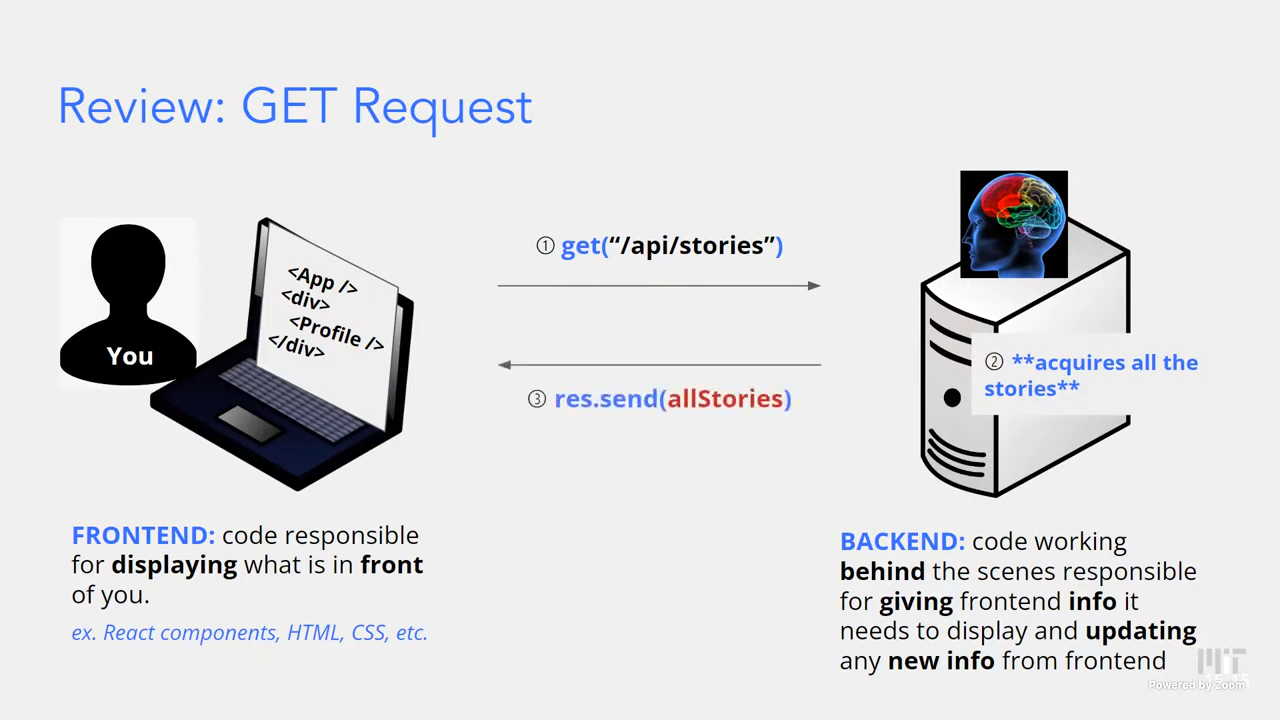 Review: GET Request
You
<App />
<div>
<Profile />
</div>
① get(“/api/stories”)
③ res.send(allStories)
② **acquires all the
stories**
FRONTEND: code responsible
for displaying what is in front
of you.
ex. React components, HTML, CSS, etc.
BACKEND: code working
behind the scenes responsible
for giving frontend info it
needs to display and updating
any new info from frontend
MIT
Powered by Zoom